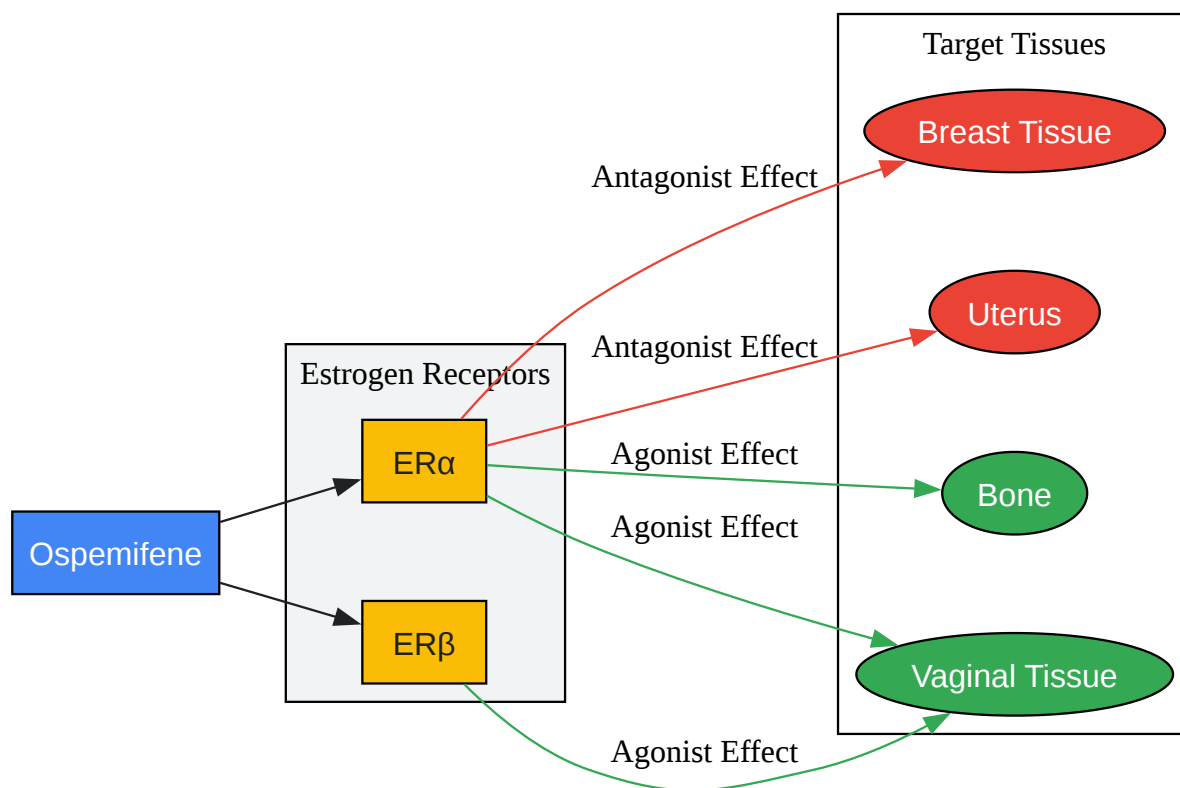 Target Tissues
Breast Tissue
Antagonist Effect
Uterus
Antagonist Effect
Estrogen Receptors
Agonist Effect
ERα
Bone
Agonist Effect
Ospemifene
ERβ
Vaginal Tissue
Agonist Effect